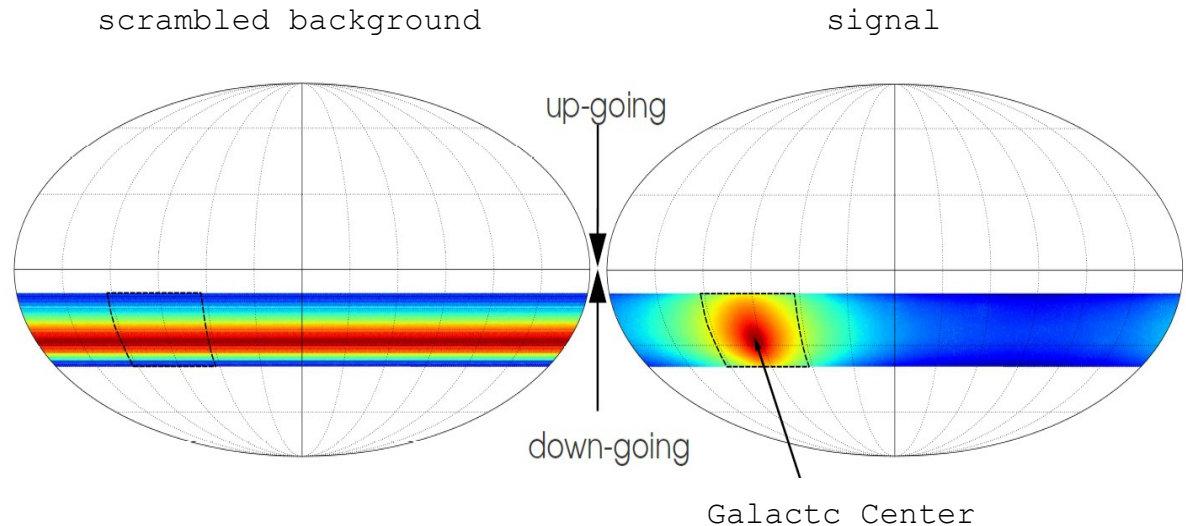 scrambled background
signal
up-going
down-going
Galactc Center